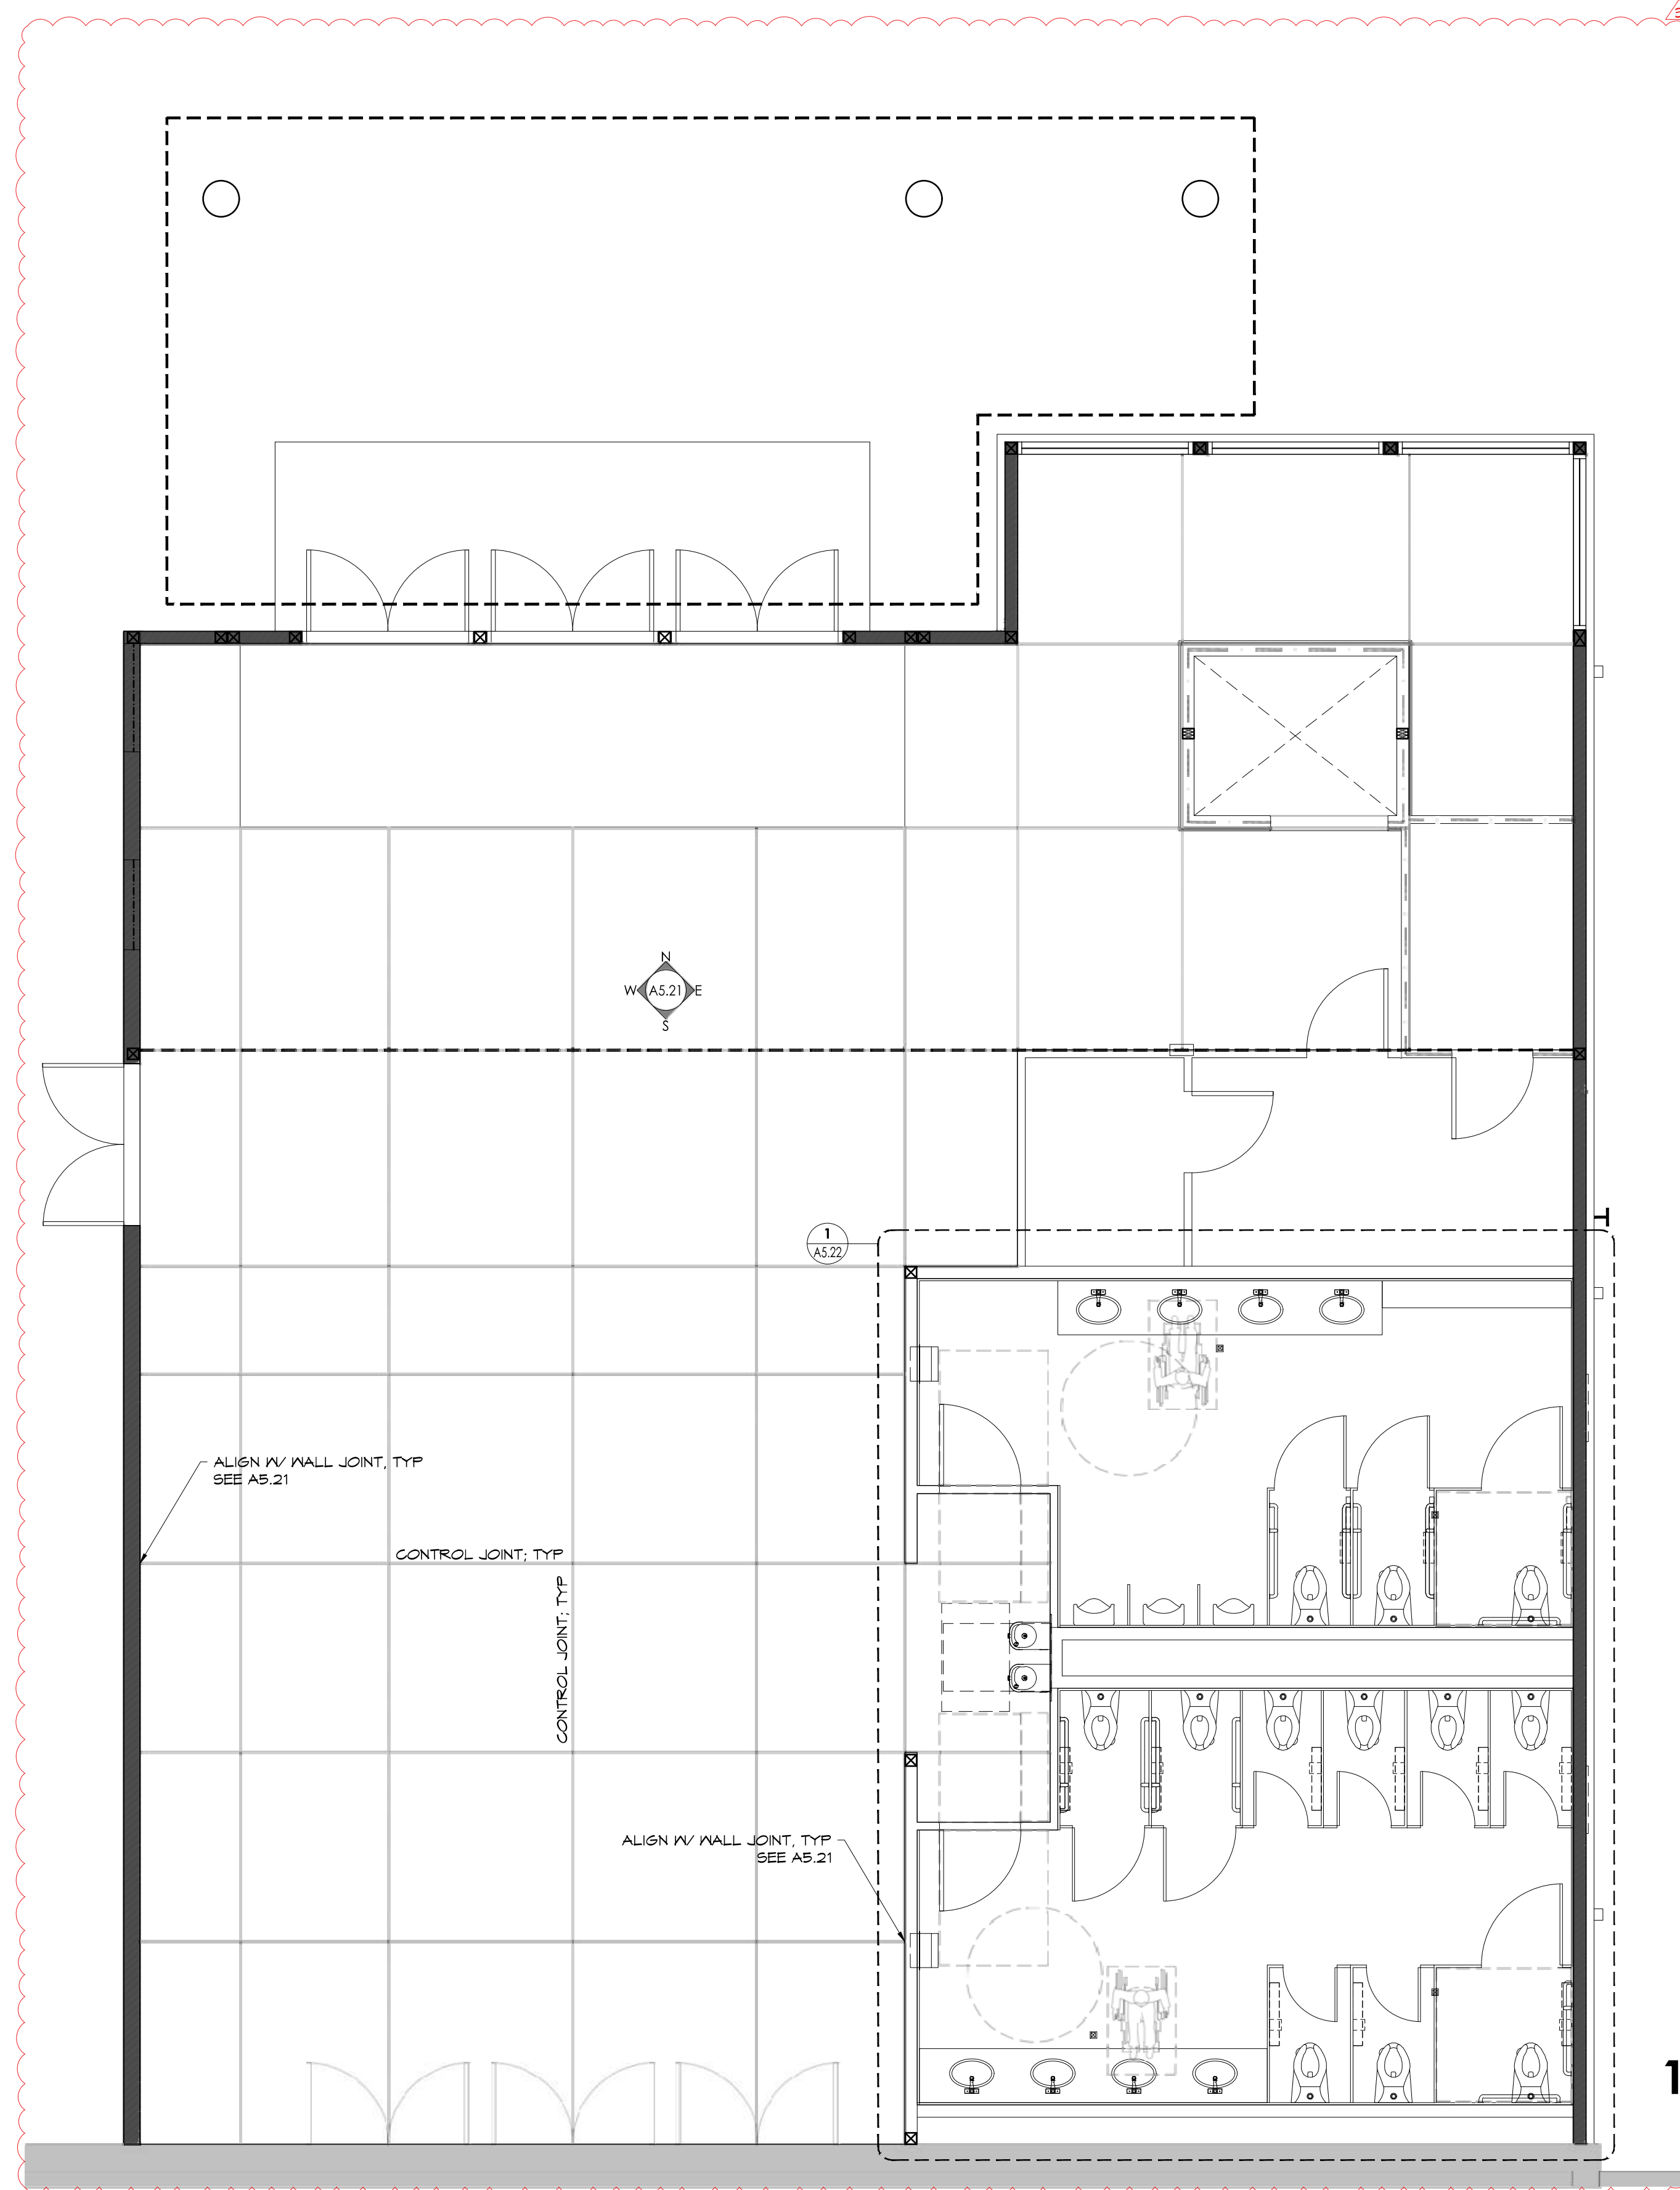 3
N
W A5.21 E
S
1
A5.22
ALIGN W/ WALL JOINT, TYP
SEE A5.21
CONTROL JOINT; TYP
CONTROL JOINT; TYP
ALIGN W/ WALL JOINT, TYP
SEE A5.21
1